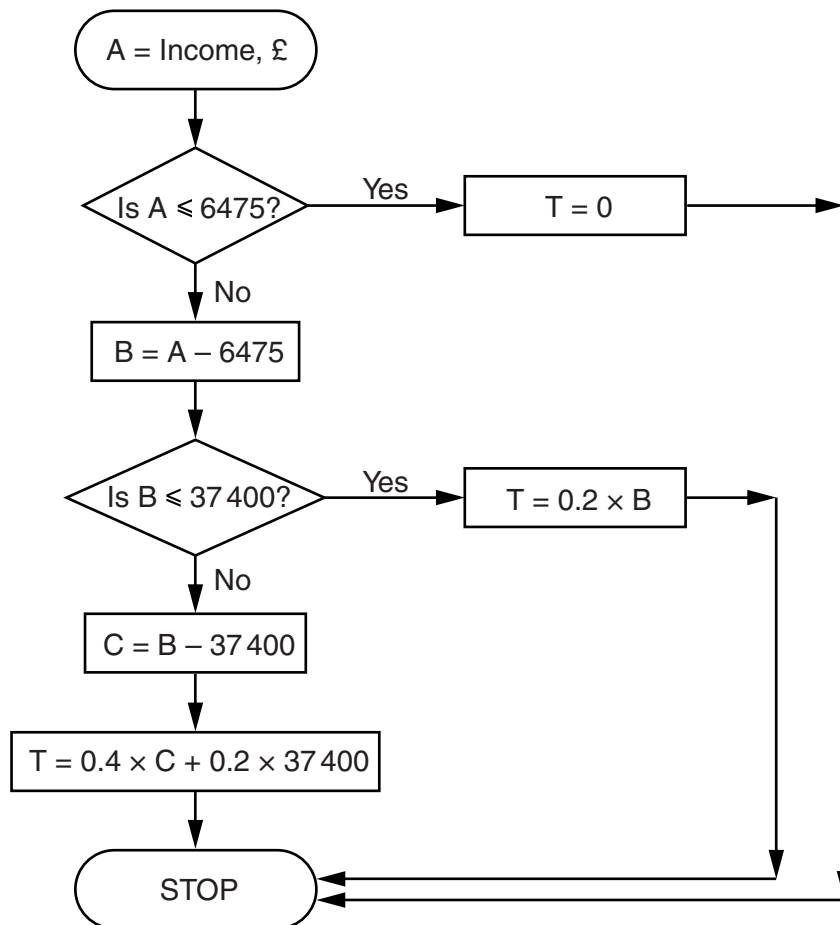 A = Income, £
Is A ⩽ 6475?
Yes
T = 0
No
B = A – 6475
Is B ⩽ 37 400?
Yes
T = 0.2 × B
No
C = B – 37 400
T = 0.4 × C + 0.2 × 37 400
STOP